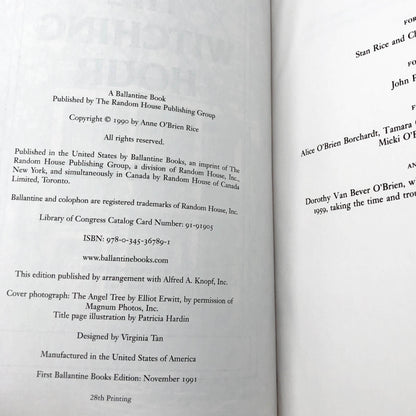 A Ballantine Book
Published by The Random House Publishing Group
Copyright © 1990 by Anne O'Brien Rice
All rights reserved.
Published in the United States by Ballantine Books, an imprint of The
Random House Publishing Group, a division of Random House, Inc.,
New York, and simultaneously in Canada by Random House of Canada
Limited, Toronto.
Ballantine and colophon are registered trademarks of Random House, Inc.
Library of Congress Catalog Card Number: 91-91905
ISBN: 978-0-345-36789-1
www.ballantinebooks.com
This edition published by arrangement with Alfred A. Knopf, Inc.
Cover photograph: The Angel Tree by Elliot Erwitt, by permission of
Magnum Photos, Inc.
Title page illustration by Patricia Hardin
Designed by Virginia Tan
Manufactured in the United States of America
First Ballantine Books Edition: November 1991
28th Printing
FOR
Stan Rice and C
FO
John
F
Alice O'Brien Borchardt, Tamara
Micki O'B
AN
Dorothy Van Bever O'Brien, w
1959, taking the time and tro